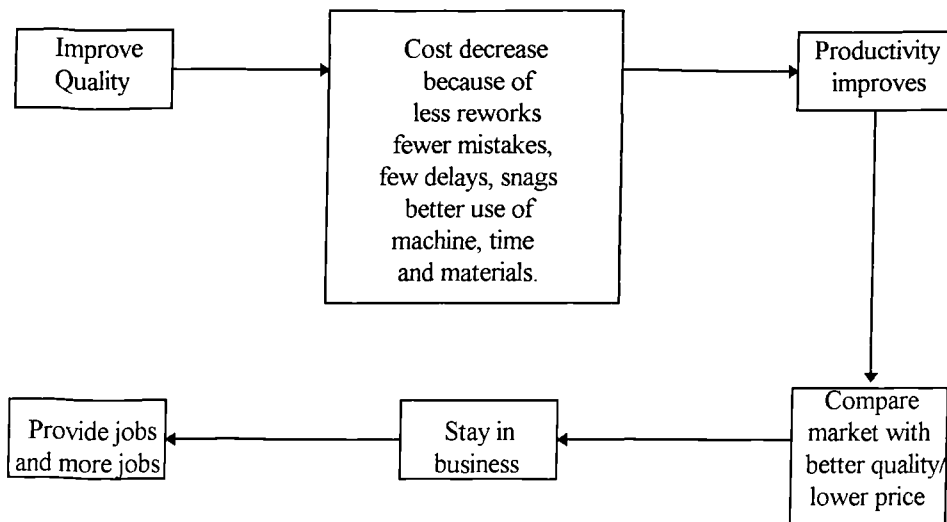 Improve
Quality
Cost decrease
because of
less reworks
fewer mistakes,
few delays, snags
better use of
machine, time
and materials.
Productivity
improves
Compare
market with
better quality/
lower price
Stay in
business
Provide jobs
and more jobs